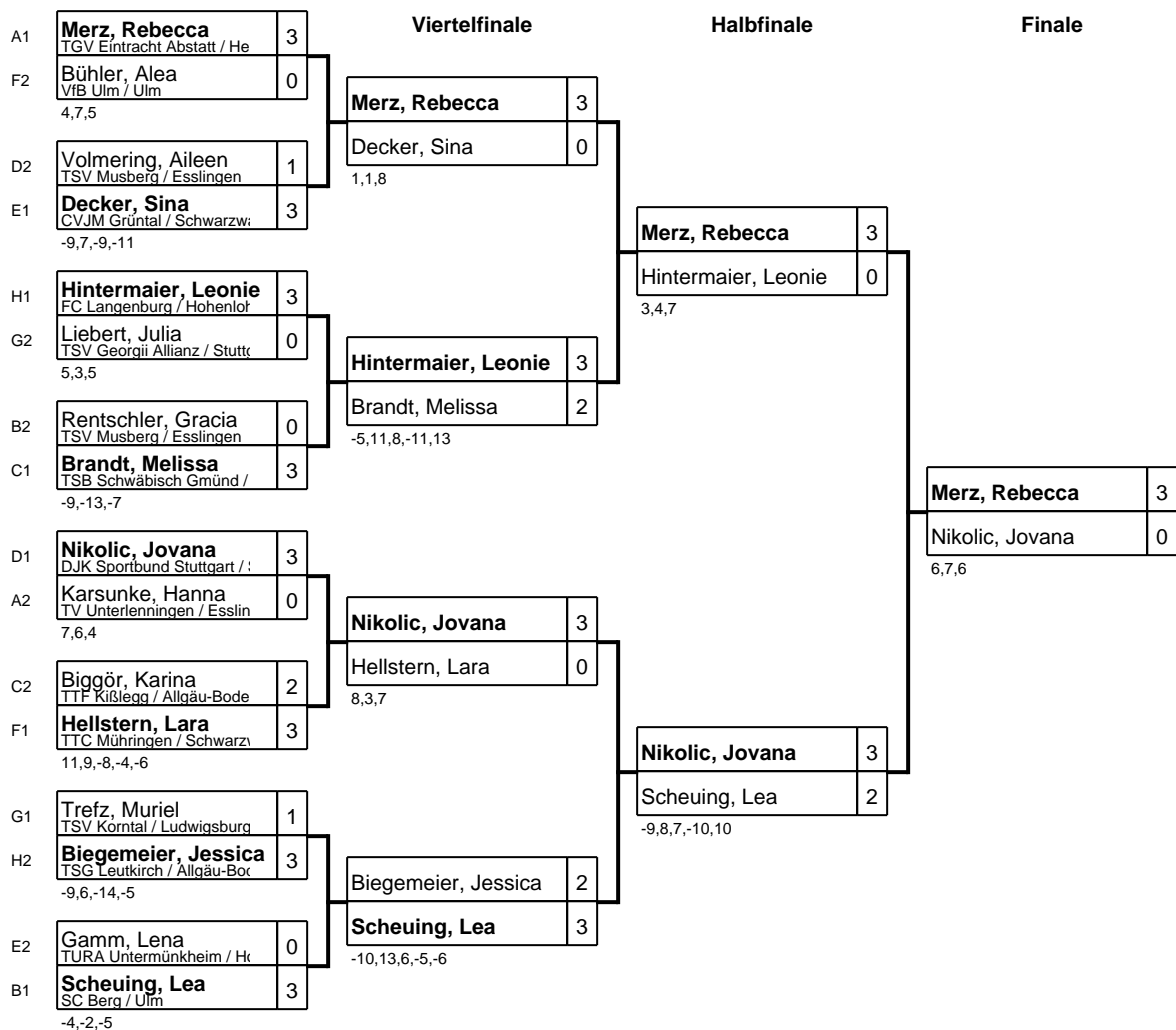 Viertelfinale
Halbfinale
Finale
A1
Merz, Rebecca
TGV Eintracht Abstatt / He
3
F2
Bühler, Alea
VfB Ulm / Ulm
0
4,7,5
D2
Volmering, Aileen
TSV Musberg / Esslingen
1
E1
Decker, Sina
CVJM Grüntal / Schwarzwa
3
-9,7,-9,-11
H1
Hintermaier, Leonie
FC Langenburg / Hohenloh
3
G2
Liebert, Julia
TSV Georgii Allianz / Stuttg
0
5,3,5
B2
Rentschler, Gracia
TSV Musberg / Esslingen
0
C1
Brandt, Melissa
TSB Schwäbisch Gmünd /
3
-9,-13,-7
D1
Nikolic, Jovana
DJK Sportbund Stuttgart /
3
A2
Karsunke, Hanna
TV Unterlenningen / Esslin
0
7,6,4
C2
Biggör, Karina
TTF Kißlegg / Allgäu-Bode
2
F1
Hellstern, Lara
TTC Mühringen / Schwarzw
3
11,9,-8,-4,-6
G1
Trefz, Muriel
TSV Korntal / Ludwigsburg
1
H2
Biegemeier, Jessica
TSG Leutkirch / Allgäu-Bod
3
-9,6,-14,-5
E2
Gamm, Lena
TURA Untermünkheim / Ho
0
B1
Scheuing, Lea
SC Berg / Ulm
3
-4,-2,-5
Merz, Rebecca
3
Decker, Sina
0
1,1,8
Hintermaier, Leonie
3
Brandt, Melissa
2
-5,11,8,-11,13
Nikolic, Jovana
3
Hellstern, Lara
0
8,3,7
Biegemeier, Jessica
2
Scheuing, Lea
3
-10,13,6,-5,-6
Merz, Rebecca
3
Hintermaier, Leonie
0
3,4,7
Nikolic, Jovana
3
Scheuing, Lea
2
-9,8,7,-10,10
Merz, Rebecca
3
Nikolic, Jovana
0
6,7,6